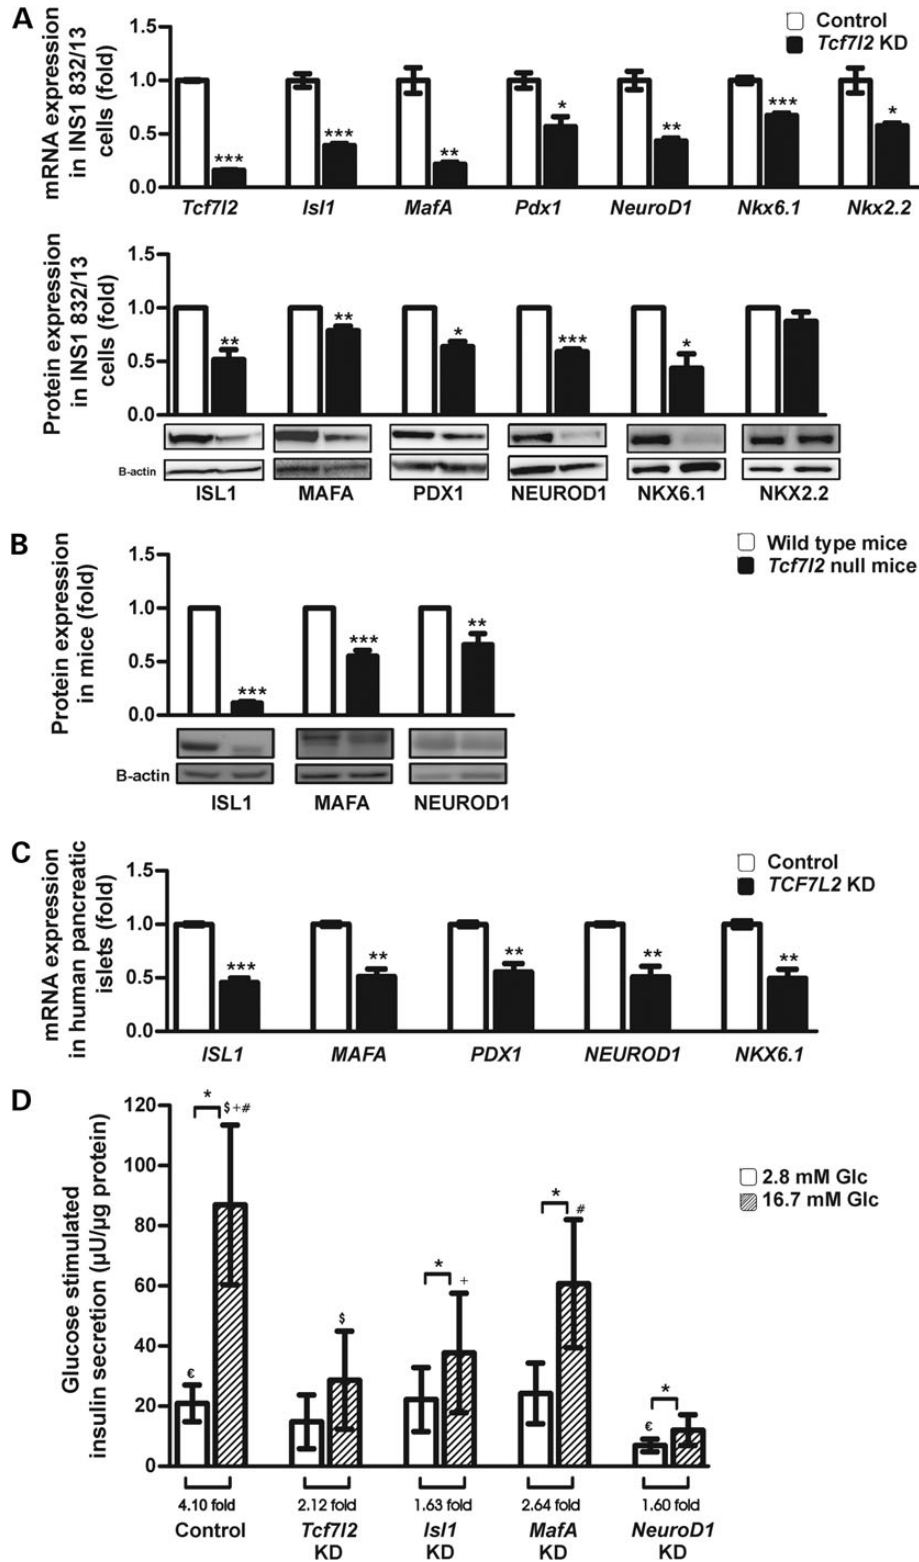 A
mRNA expression
in INS1 832/13
cells (fold)
1.5
1.0
0.5
0.0
Control
Tcf7l2 KD
***
***
**
*
**
***
*
Tcf7l2 Isl1 MafA Pdx1 NeuroD1 Nkx6.1 Nkx2.2
Protein expression
in INS1 832/13
cells (fold)
1.5
1.0
0.5
0.0
**
**
*
***
*
B-actin
ISL1 MAFA PDX1 NEUROD1 NKX6.1 NKX2.2
B
Protein expression
in mice (fold)
1.5
1.0
0.5
0.0
Wild type mice
Tcf7l2 null mice
***
***
**
B-actin
ISL1 MAFA NEUROD1
C
mRNA expression
in human pancreatic
islets (fold)
1.5
1.0
0.5
0.0
Control
TCF7L2 KD
***
**
**
**
**
ISL1 MAFA PDX1 NEUROD1 NKX6.1
D
Glucose stimulated
insulin secretion (µU/µg protein)
120
100
80
60
40
20
0
2.8 mM Glc
16.7 mM Glc
€ * $+#
$
* +
* #
€ *
4.10 fold 2.12 fold 1.63 fold 2.64 fold 1.60 fold
Control Tcf7l2 Isl1 MafA NeuroD1
KD KD KD KD